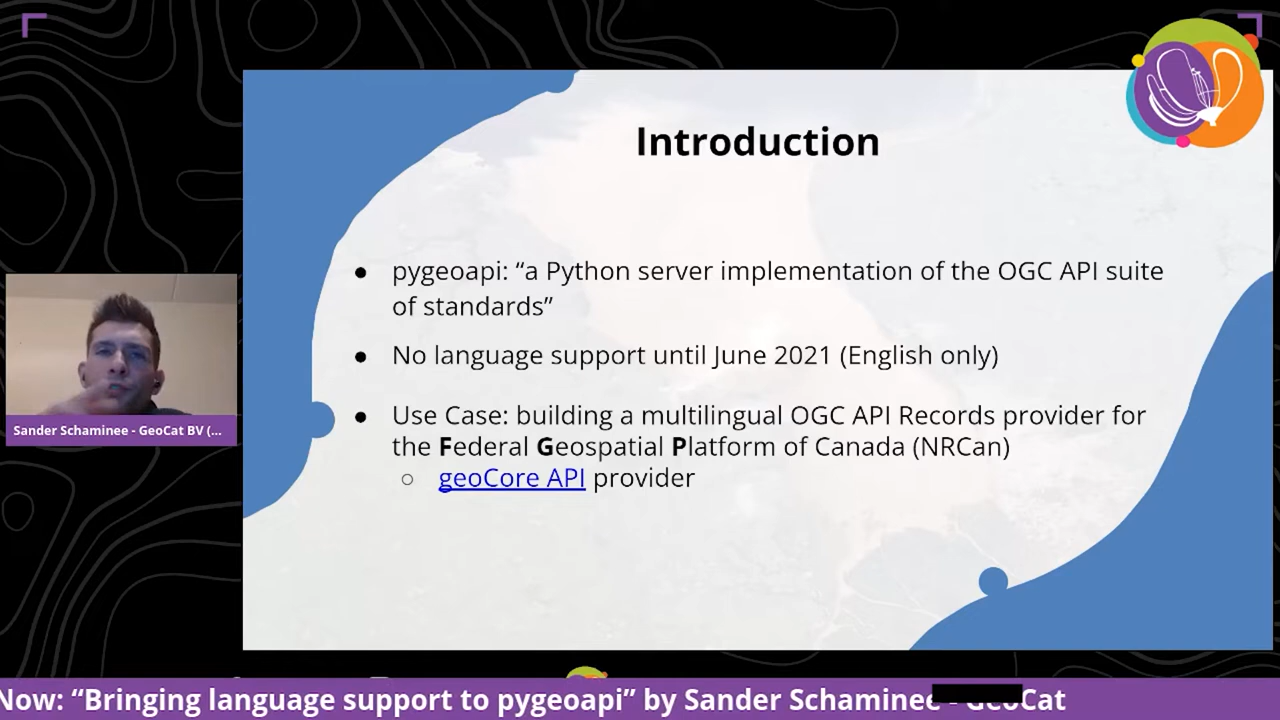 Introduction
● pygeoapi: “a Python server implementation of the OGC API suite
of standards”
● No language support until June 2021 (English only)
● Use Case: building a multilingual OGC API Records provider for
the Federal Geospatial Platform of Canada (NRCan)
○ geoCore API provider
Sander Schaminee - GeoCat BV (...
Now: “Bringing language support to pygeoapi” by Sander Schaminee - GeoCat